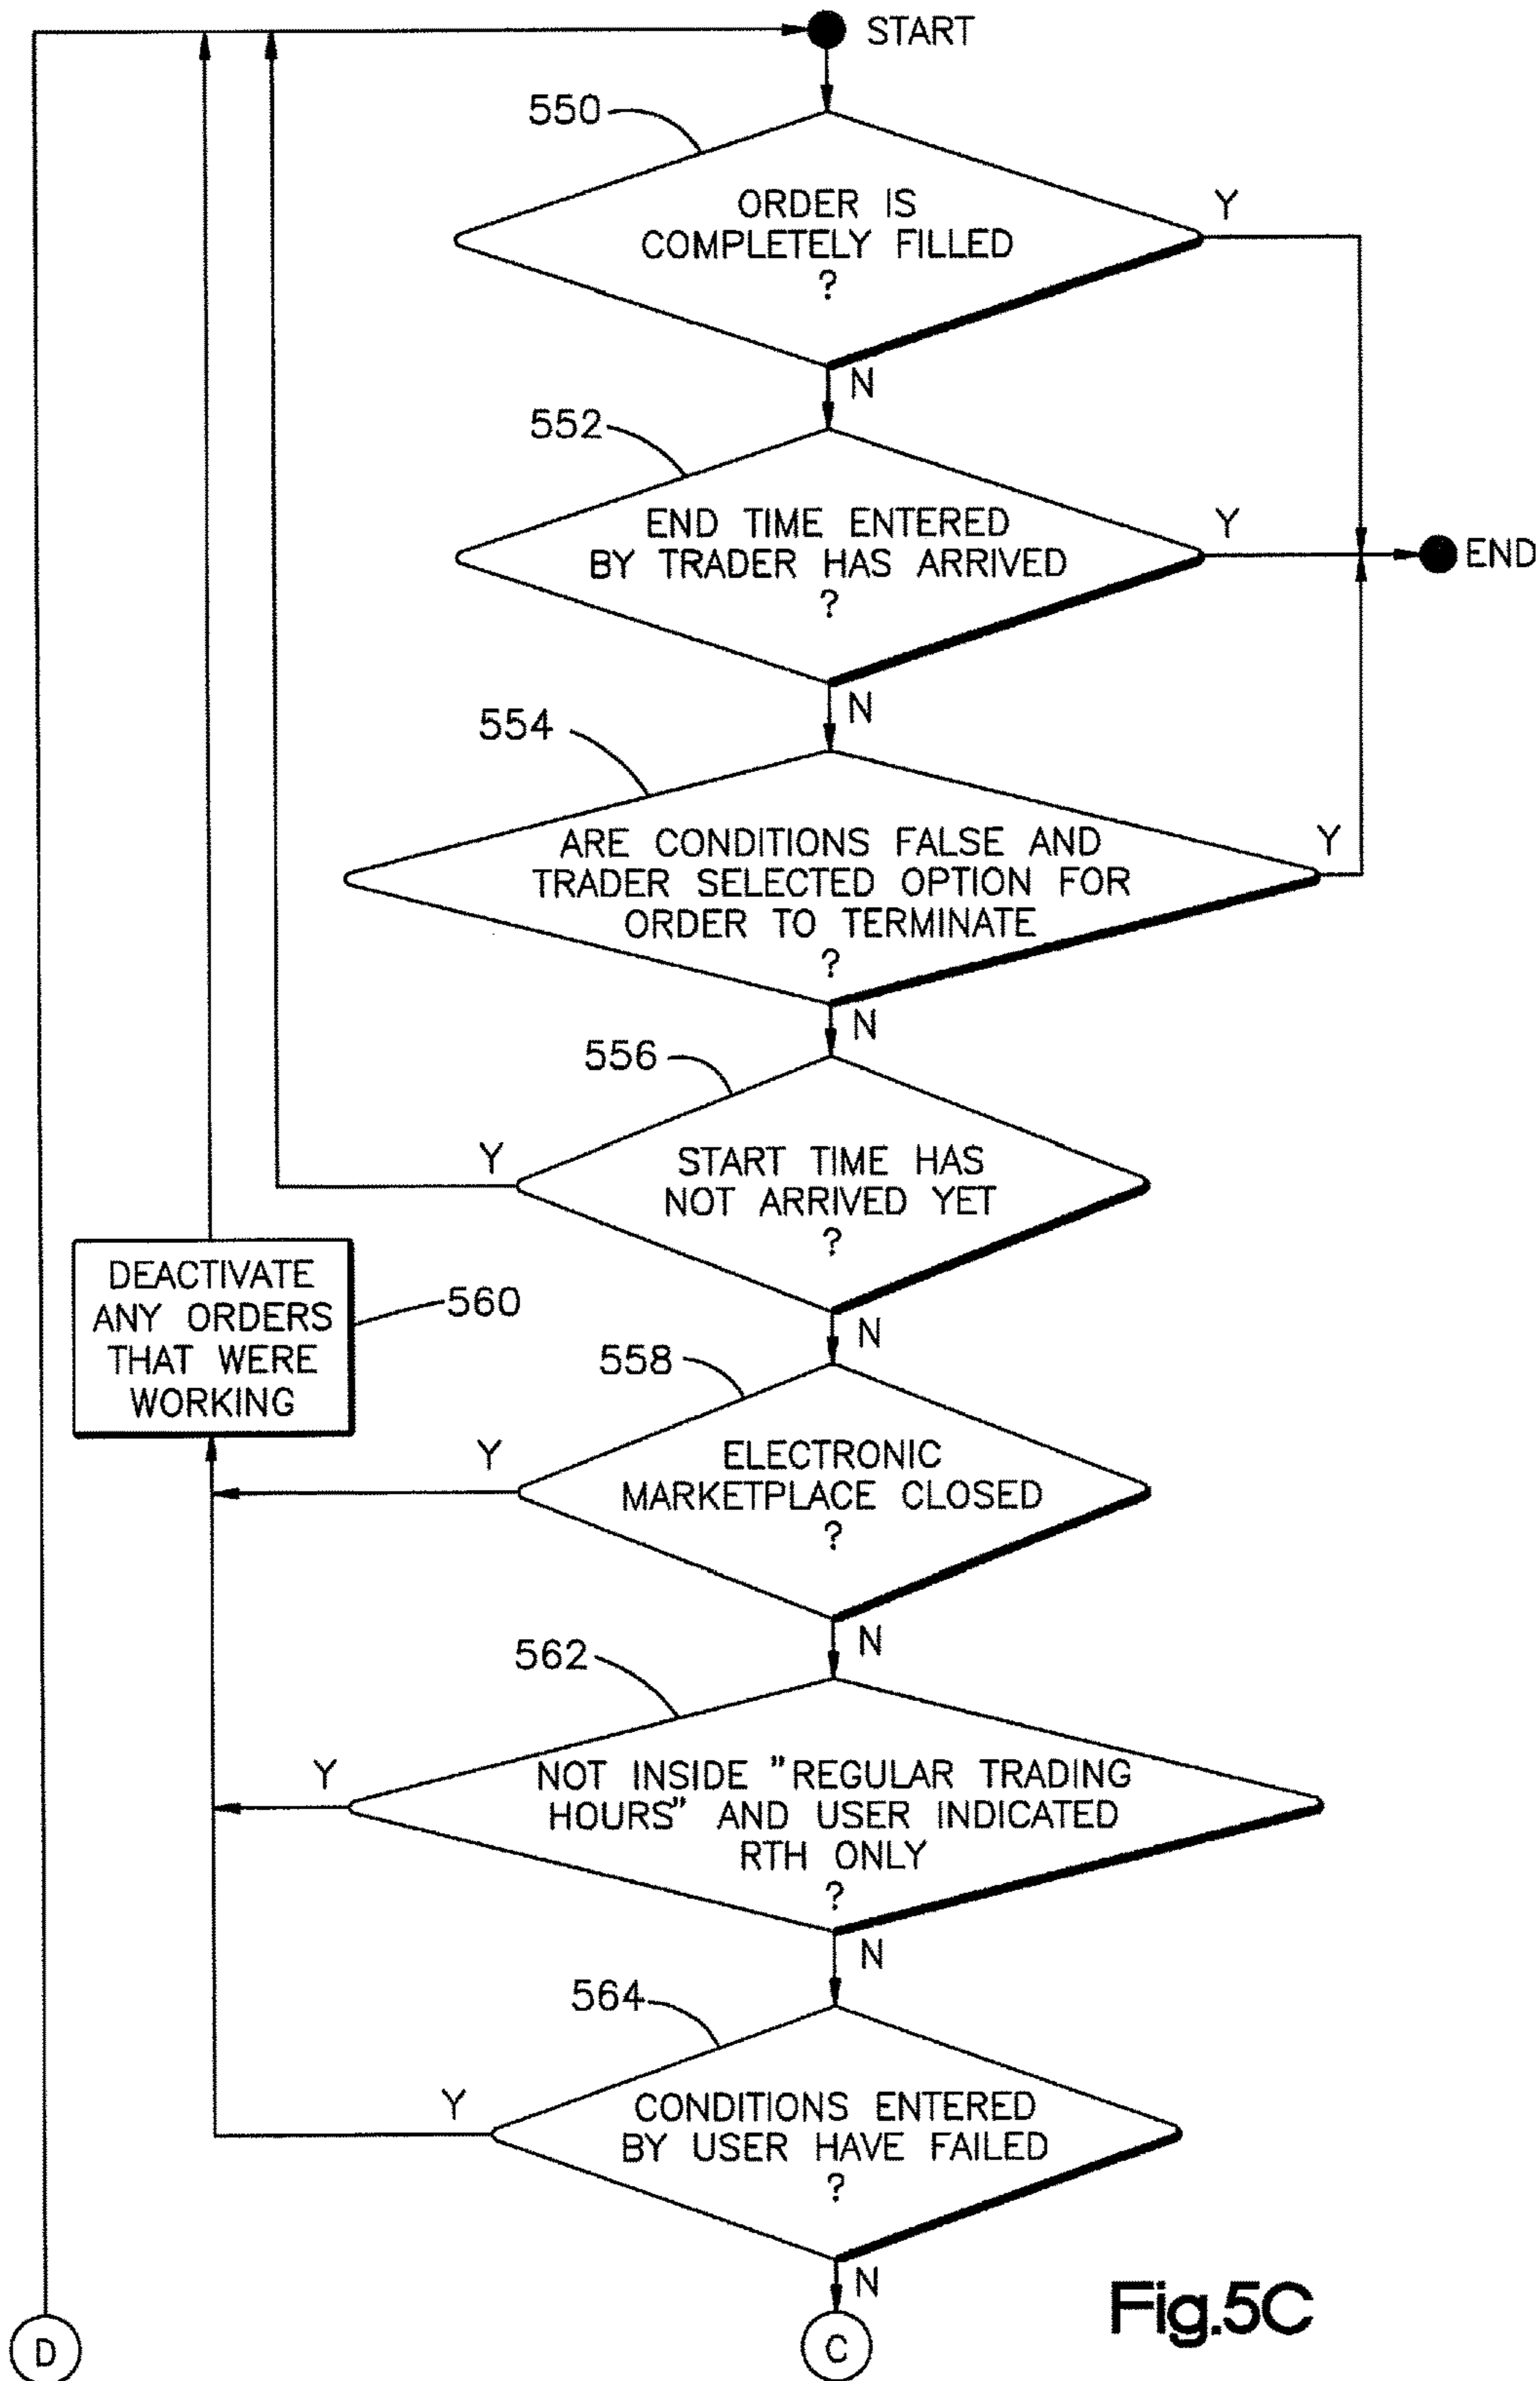 START
550
ORDER IS
COMPLETELY FILLED
?
Y
N
552
END TIME ENTERED
BY TRADER HAS ARRIVED
?
Y
END
N
554
ARE CONDITIONS FALSE AND
TRADER SELECTED OPTION FOR
ORDER TO TERMINATE
?
Y
N
556
START TIME HAS
NOT ARRIVED YET
?
Y
N
DEACTIVATE
ANY ORDERS
THAT WERE
WORKING
560
558
ELECTRONIC
MARKETPLACE CLOSED
?
Y
N
562
NOT INSIDE "REGULAR TRADING
HOURS" AND USER INDICATED
RTH ONLY
?
Y
N
564
CONDITIONS ENTERED
BY USER HAVE FAILED
?
Y
N
D
C
Fig.5C